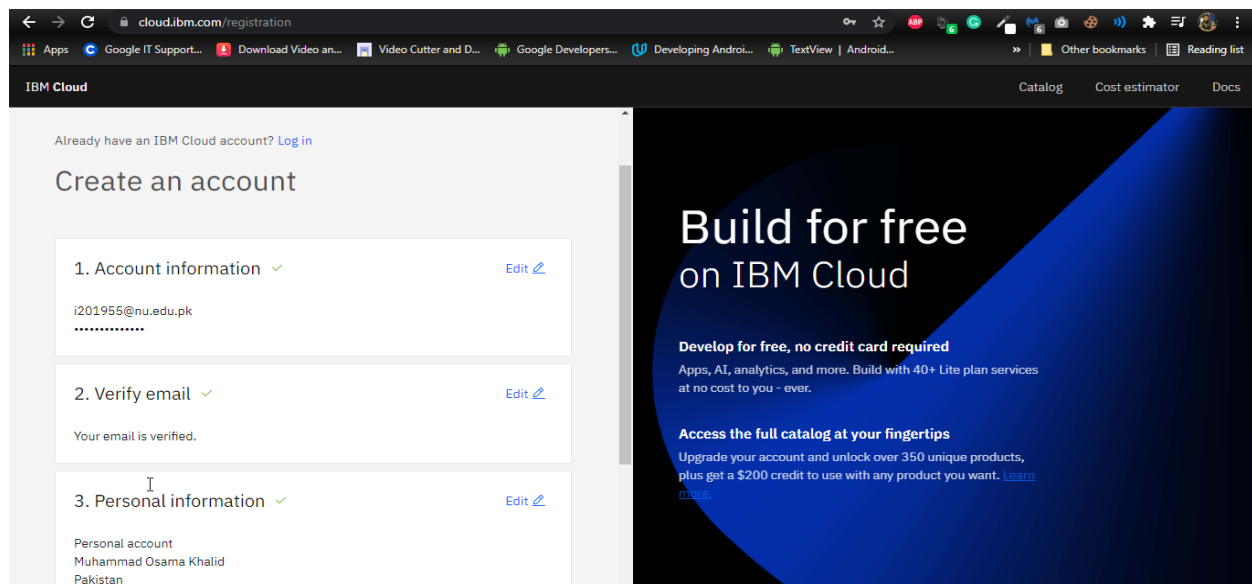 cloud.ibm.com/registration
ABP 6 G 6
Apps Google IT Support... Download Video an... Video Cutter and D... Google Developers... Developing Androi... TextView | Android... » Other bookmarks Reading list
IBM Cloud Catalog Cost estimator Docs
Already have an IBM Cloud account? Log in
Create an account
1. Account information Edit
i201955@nu.edu.pk
••••••••••••••
2. Verify email Edit
Your email is verified.
3. Personal information Edit
Personal account
Muhammad Osama Khalid
Pakistan
Build for free
on IBM Cloud
Develop for free, no credit card required
Apps, AI, analytics, and more. Build with 40+ Lite plan services
at no cost to you - ever.
Access the full catalog at your fingertips
Upgrade your account and unlock over 350 unique products,
plus get a $200 credit to use with any product you want. Learn
more.